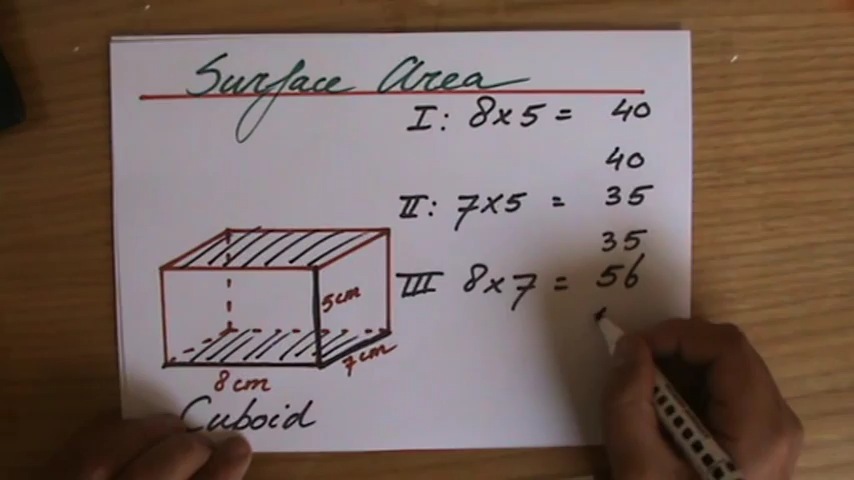 Surface Area
I: 8x5 = 40
40
II: 7x5 = 35
35
III 8x7 = 56
5cm
7cm
8cm
Cuboid